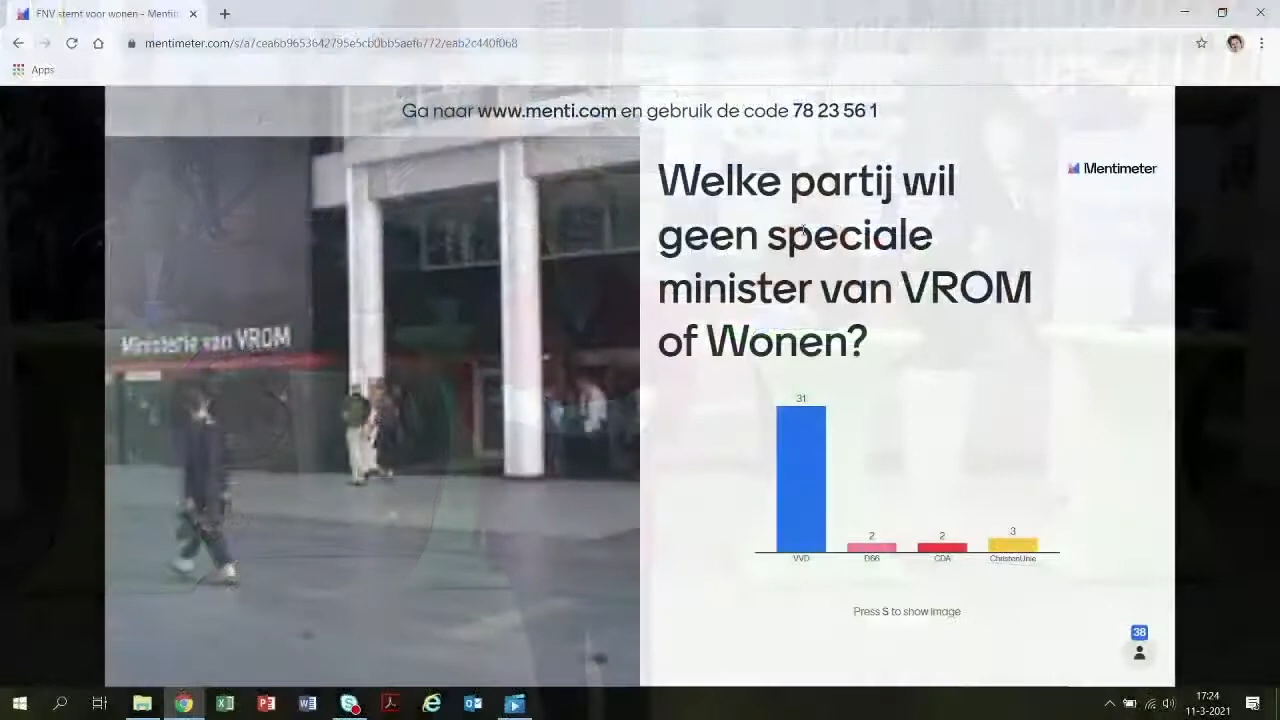 FNV stemt voor wonen - Mentim
mentimeter.com/s/a7cea6b9653642795e5cb0bb5aef6772/eab2c440f068
Apps
Ga naar www.menti.com en gebruik de code 78 23 56 1
Ministerie van VROM
Mentimeter
Welke partij wil
geen speciale
minister van VROM
of Wonen?
31
2
2
3
VVD
D66
CDA
ChristenUnie
Press S to show image
38
17:24
11-3-2021